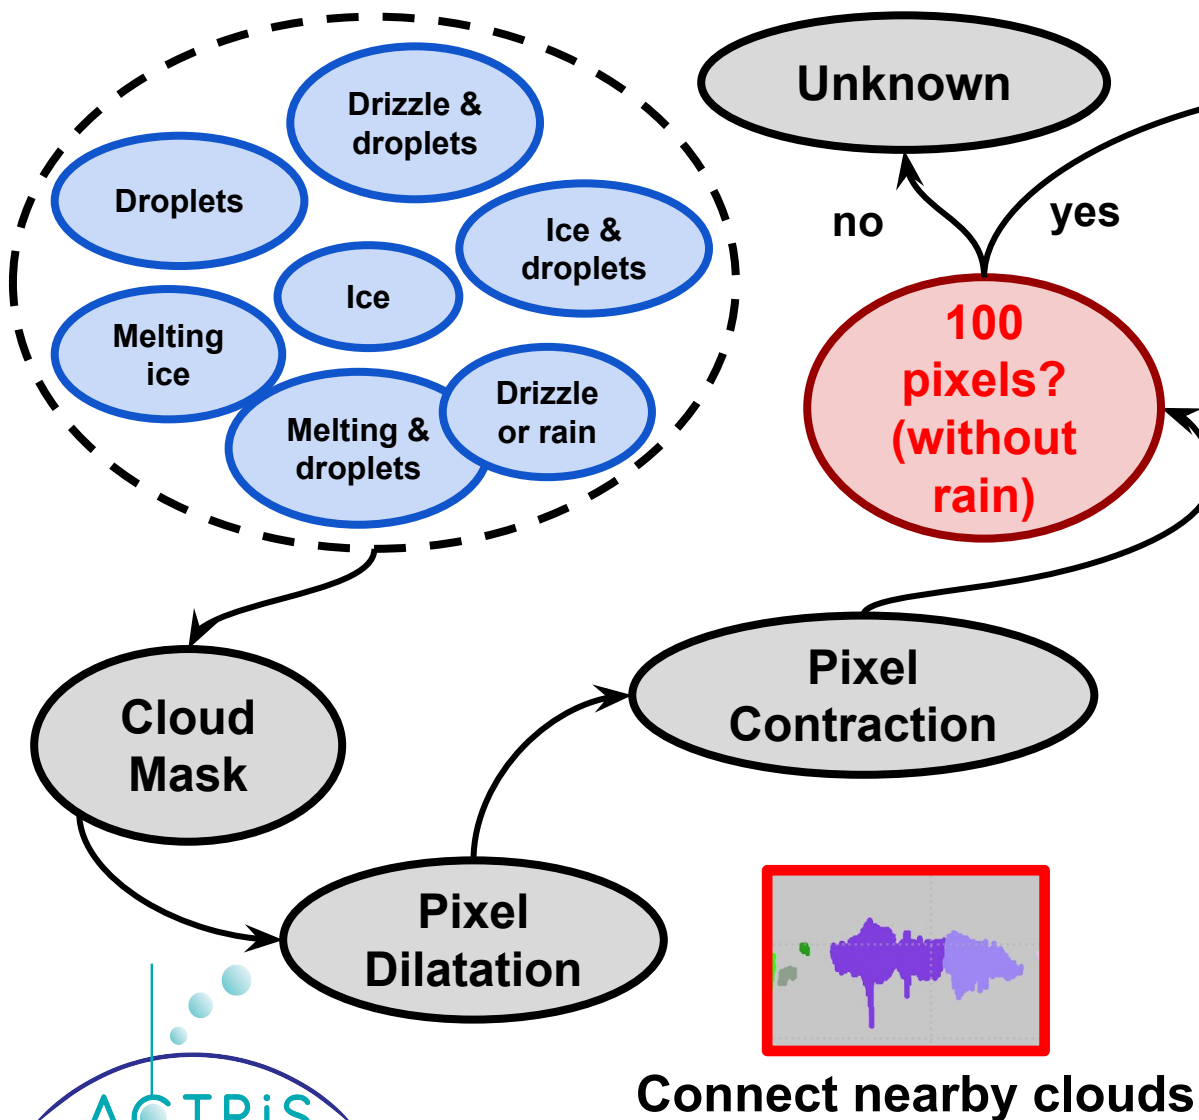 Drizzle &
droplets
Droplets
Ice &
droplets
Ice
Melting
ice
Melting &
droplets
Drizzle
or rain
Unknown
no
yes
100
pixels?
(without
rain)
Cloud
Mask
Pixel
Contraction
Pixel
Dilatation
Connect nearby clouds
ACTRiS